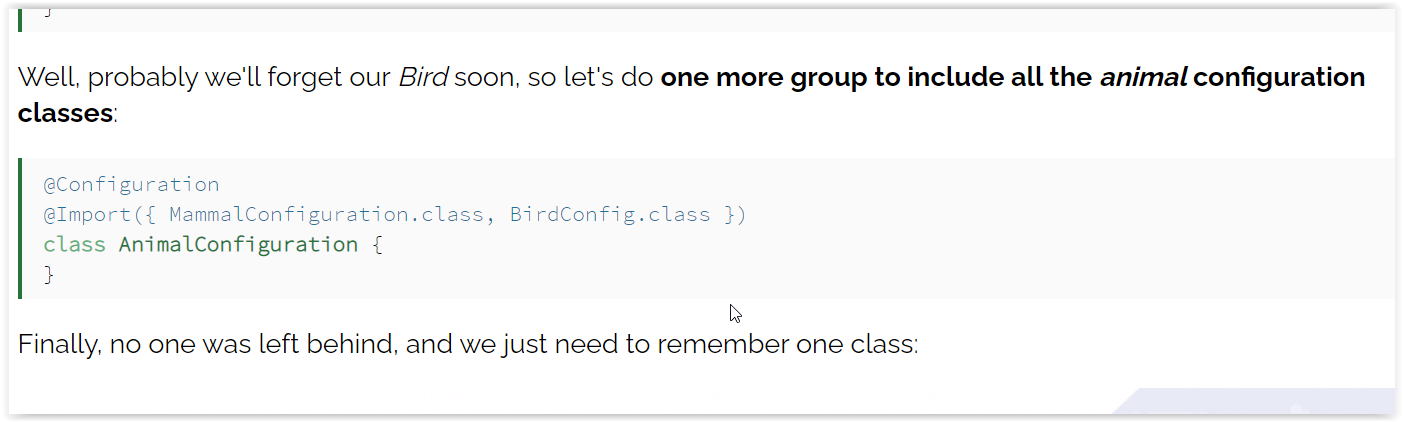 }
Well, probably we'll forget our Bird soon, so let's do one more group to include all the animal configuration
classes:
@Configuration
@Import({ MammalConfiguration.class, BirdConfig.class })
class AnimalConfiguration {
}
Finally, no one was left behind, and we just need to remember one class: